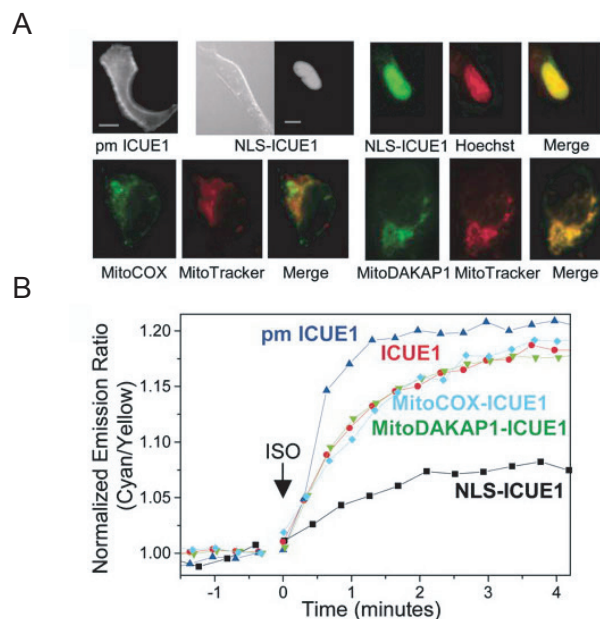 A
pm ICUE1 NLS-ICUE1 NLS-ICUE1 Hoechst Merge
MitoCOX MitoTracker Merge MitoDAKAP1 MitoTracker Merge
B
Normalized Emission Ratio
(Cyan/Yellow)
1.20
1.15
1.10
1.05
1.00
pm ICUE1
ICUE1
MitoCOX-ICUE1
MitoDAKAP1-ICUE1
ISO
NLS-ICUE1
-1 0 1 2 3 4
Time (minutes)